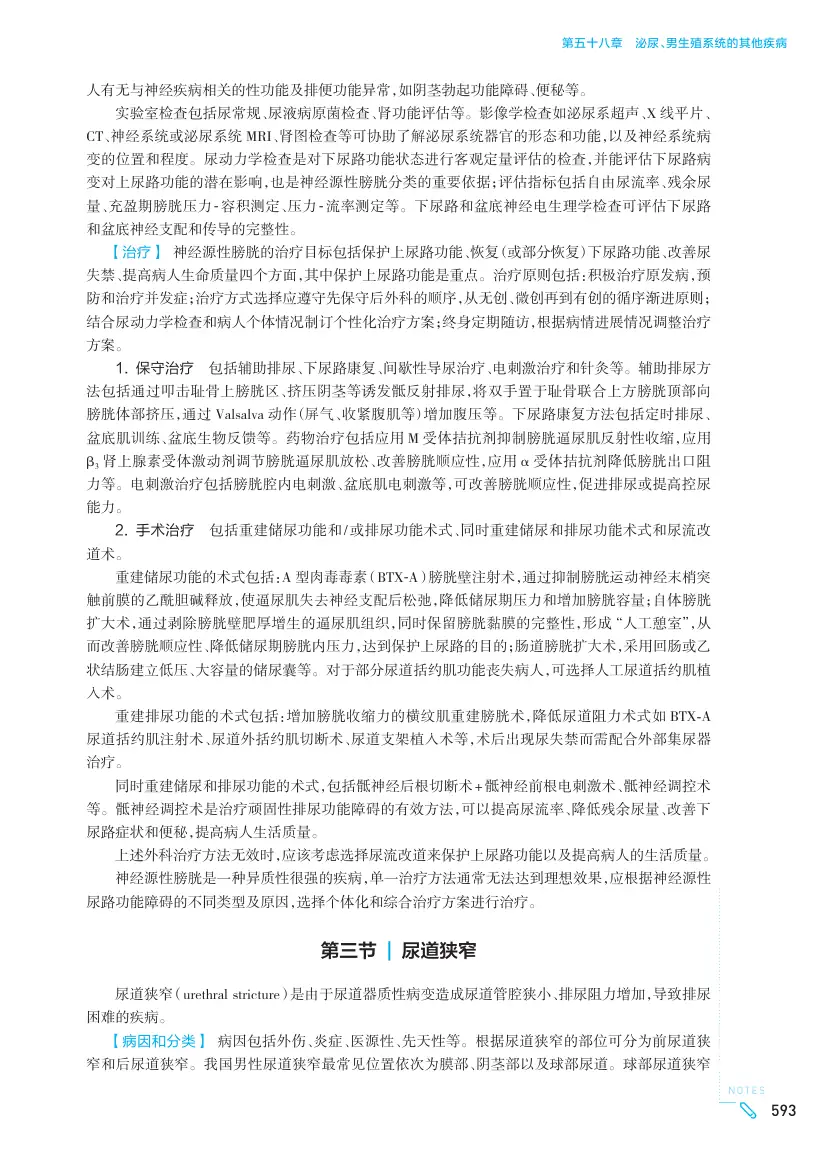 第五十八章 泌尿、男生殖系统的其他疾病
人有无与神经疾病相关的性功能及排便功能异常,如阴茎勃起功能障碍、便秘等。
实验室检查包括尿常规、尿液病原菌检查、肾功能评估等。影像学检查如泌尿系超声、X 线平片、
CT、神经系统或泌尿系统 MRI、肾图检查等可协助了解泌尿系统器官的形态和功能,以及神经系统病
变的位置和程度。尿动力学检查是对下尿路功能状态进行客观定量评估的检查,并能评估下尿路病
变对上尿路功能的潜在影响,也是神经源性膀胱分类的重要依据;评估指标包括自由尿流率、残余尿
量、充盈期膀胱压力-容积测定、压力-流率测定等。下尿路和盆底神经电生理学检查可评估下尿路
和盆底神经支配和传导的完整性。
【治疗】 神经源性膀胱的治疗目标包括保护上尿路功能、恢复(或部分恢复)下尿路功能、改善尿
失禁、提高病人生命质量四个方面,其中保护上尿路功能是重点。治疗原则包括:积极治疗原发病,预
防和治疗并发症;治疗方式选择应遵守先保守后外科的顺序,从无创、微创再到有创的循序渐进原则;
结合尿动力学检查和病人个体情况制订个性化治疗方案;终身定期随访,根据病情进展情况调整治疗
方案。
1. 保守治疗 包括辅助排尿、下尿路康复、间歇性导尿治疗、电刺激治疗和针灸等。辅助排尿方
法包括通过叩击耻骨上膀胱区、挤压阴茎等诱发骶反射排尿,将双手置于耻骨联合上方膀胱顶部向
膀胱体部挤压,通过 Valsalva 动作(屏气、收紧腹肌等)增加腹压等。下尿路康复方法包括定时排尿、
盆底肌训练、盆底生物反馈等。药物治疗包括应用 M 受体拮抗剂抑制膀胱逼尿肌反射性收缩,应用
β₃ 肾上腺素受体激动剂调节膀胱逼尿肌放松、改善膀胱顺应性,应用 α 受体拮抗剂降低膀胱出口阻
力等。电刺激治疗包括膀胱腔内电刺激、盆底肌电刺激等,可改善膀胱顺应性,促进排尿或提高控尿
能力。
2. 手术治疗 包括重建储尿功能和/或排尿功能术式、同时重建储尿和排尿功能术式和尿流改
道术。
重建储尿功能的术式包括:A 型肉毒毒素(BTX-A)膀胱壁注射术,通过抑制膀胱运动神经末梢突
触前膜的乙酰胆碱释放,使逼尿肌失去神经支配后松弛,降低储尿期压力和增加膀胱容量;自体膀胱
扩大术,通过剥除膀胱壁肥厚增生的逼尿肌组织,同时保留膀胱黏膜的完整性,形成“人工憩室”,从
而改善膀胱顺应性、降低储尿期膀胱内压力,达到保护上尿路的目的;肠道膀胱扩大术,采用回肠或乙
状结肠建立低压、大容量的储尿囊等。对于部分尿道括约肌功能丧失病人,可选择人工尿道括约肌植
入术。
重建排尿功能的术式包括:增加膀胱收缩力的横纹肌重建膀胱术,降低尿道阻力术式如 BTX-A
尿道括约肌注射术、尿道外括约肌切断术、尿道支架植入术等,术后出现尿失禁而需配合外部集尿器
治疗。
同时重建储尿和排尿功能的术式,包括骶神经后根切断术+骶神经前根电刺激术、骶神经调控术
等。骶神经调控术是治疗顽固性排尿功能障碍的有效方法,可以提高尿流率、降低残余尿量、改善下
尿路症状和便秘,提高病人生活质量。
上述外科治疗方法无效时,应该考虑选择尿流改道来保护上尿路功能以及提高病人的生活质量。
神经源性膀胱是一种异质性很强的疾病,单一治疗方法通常无法达到理想效果,应根据神经源性
尿路功能障碍的不同类型及原因,选择个体化和综合治疗方案进行治疗。
第三节 | 尿道狭窄
尿道狭窄(urethral stricture)是由于尿道器质性病变造成尿道管腔狭小、排尿阻力增加,导致排尿
困难的疾病。
【病因和分类】 病因包括外伤、炎症、医源性、先天性等。根据尿道狭窄的部位可分为前尿道狭
窄和后尿道狭窄。我国男性尿道狭窄最常见位置依次为膜部、阴茎部以及球部尿道。球部尿道狭窄
NOTES
593